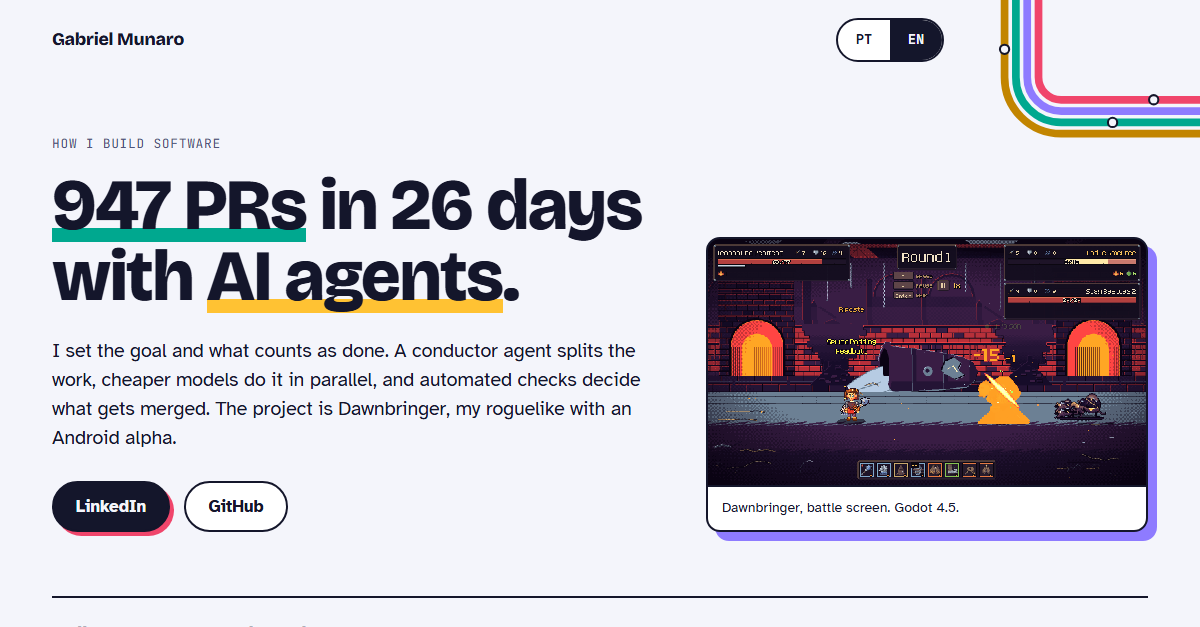 Gabriel Munaro
PT
EN
HOW I BUILD SOFTWARE
947 PRs in 26 days
with AI agents.
I set the goal and what counts as done. A conductor agent splits the
work, cheaper models do it in parallel, and automated checks decide
what gets merged. The project is Dawnbringer, my roguelike with an
Android alpha.
LinkedIn
GitHub
Round 1
Riposte
-15
-1
1x
Dawnbringer, battle screen. Godot 4.5.